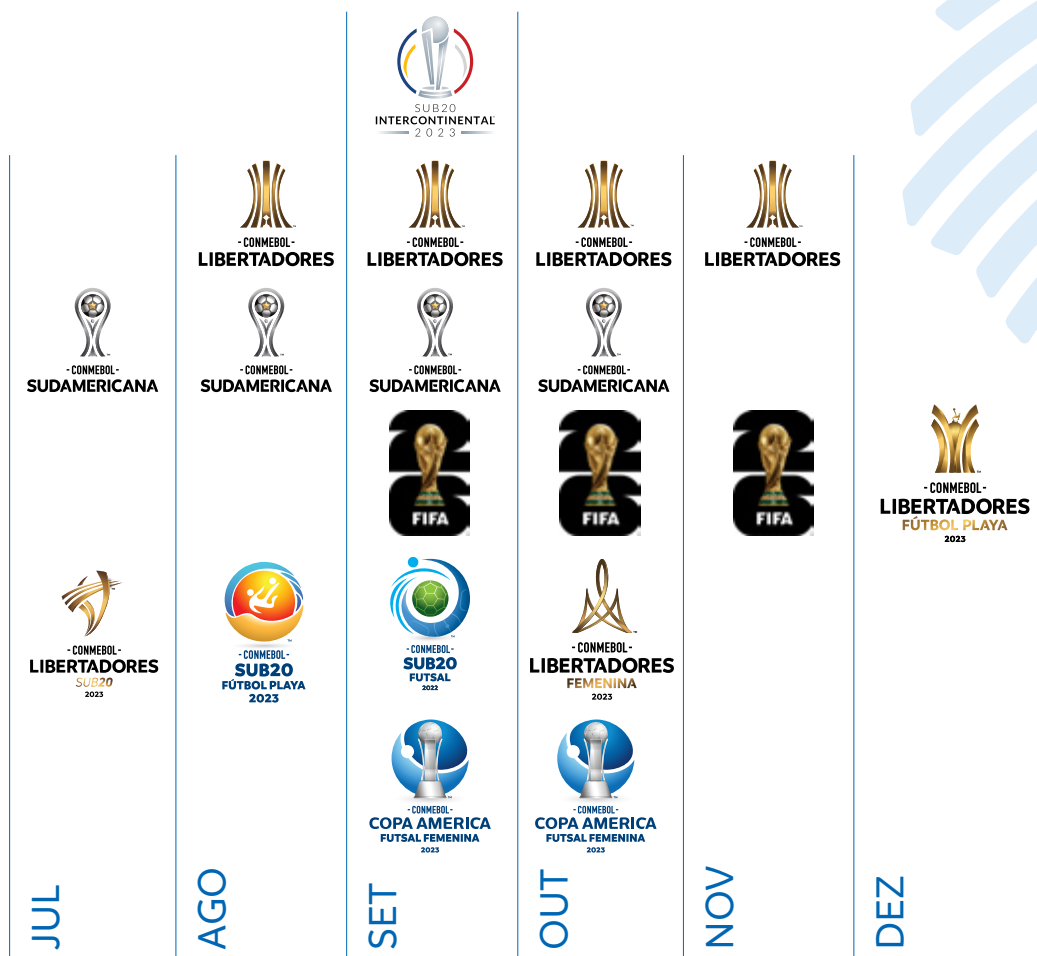 SUB20
INTERCONTINENTAL
2023
- CONMEBOL -
LIBERTADORES
- CONMEBOL -
LIBERTADORES
- CONMEBOL -
LIBERTADORES
- CONMEBOL -
LIBERTADORES
- CONMEBOL -
SUDAMERICANA
- CONMEBOL -
SUDAMERICANA
- CONMEBOL -
SUDAMERICANA
- CONMEBOL -
SUDAMERICANA
26
FIFA
26
FIFA
26
FIFA
- CONMEBOL -
LIBERTADORES
FÚTBOL PLAYA
2023
- CONMEBOL -
LIBERTADORES
SUB20
2023
- CONMEBOL -
SUB20
FÚTBOL PLAYA
2023
- CONMEBOL -
SUB20
FUTSAL
2022
- CONMEBOL -
LIBERTADORES
FEMENINA
2023
- CONMEBOL -
COPA AMERICA
FUTSAL FEMENINA
2023
- CONMEBOL -
COPA AMERICA
FUTSAL FEMENINA
2023
JUL
AGO
SET
OUT
NOV
DEZ